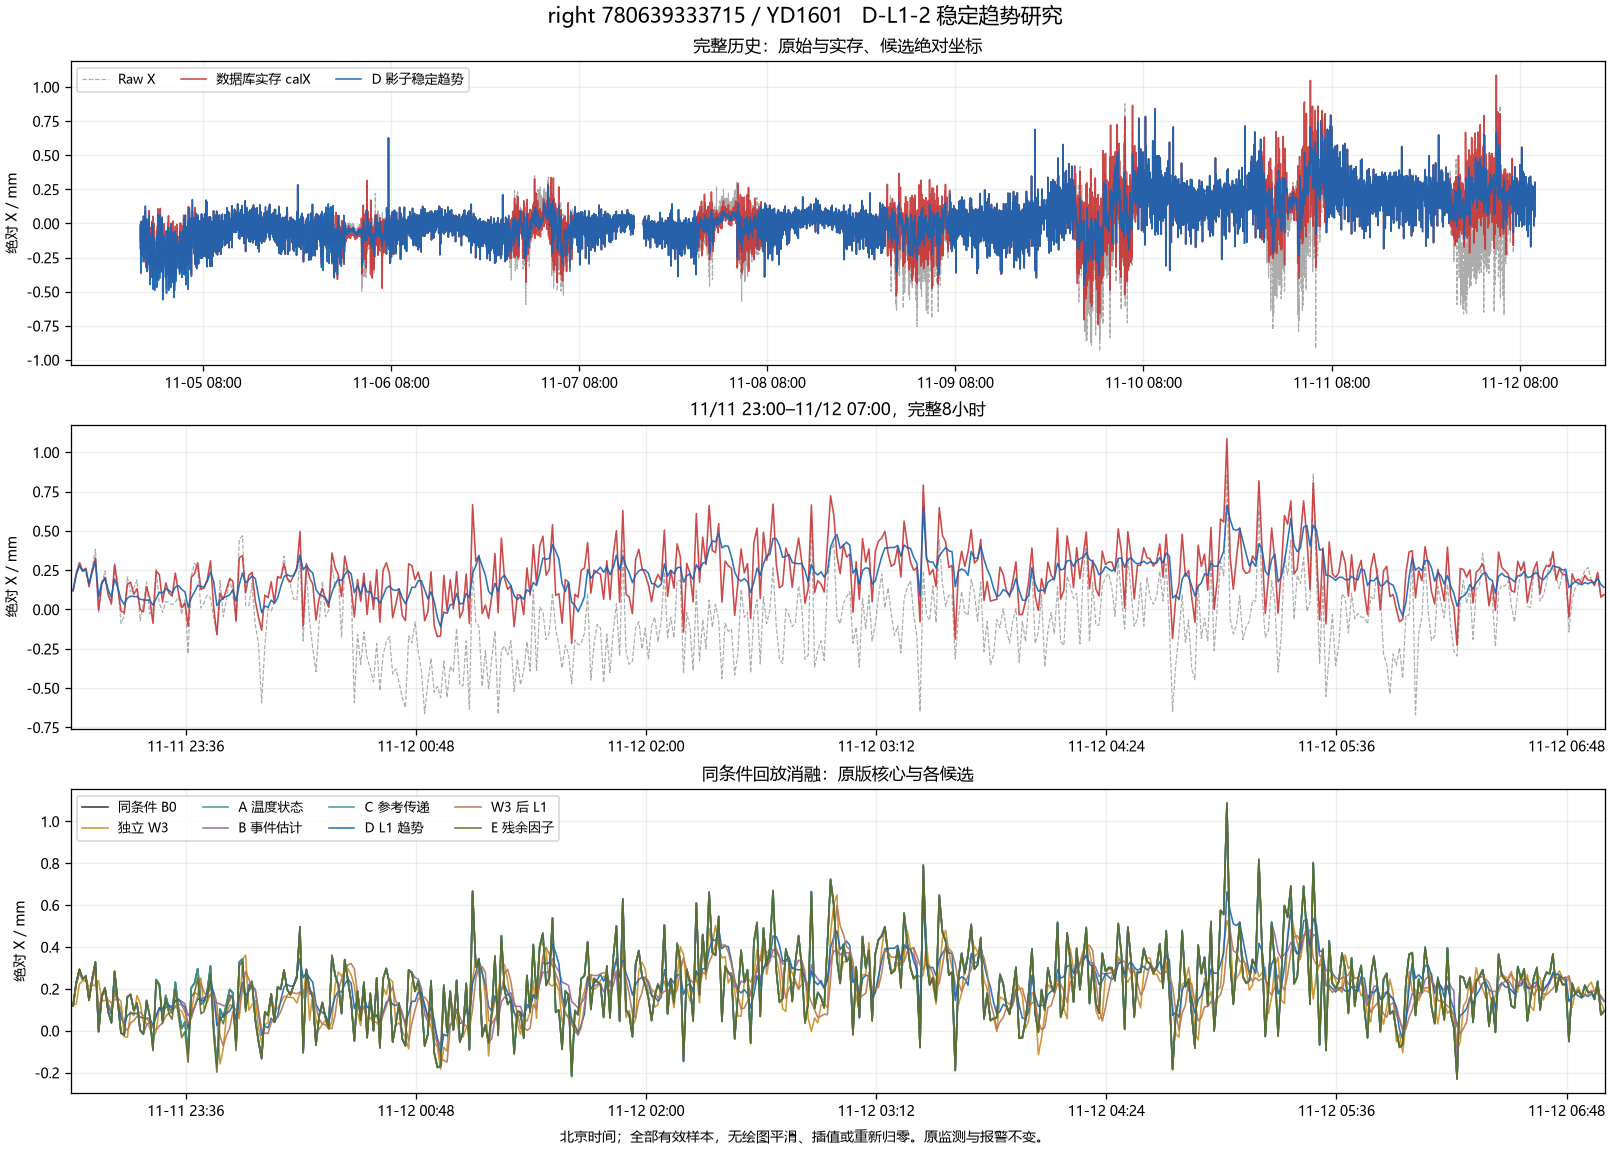 right 780639333715 / YD1601   D-L1-2 稳定趋势研究
完整历史：原始与实存、候选绝对坐标
Raw X
数据库实存 calX
D 影子稳定趋势
绝对 X / mm
1.00
0.75
0.50
0.25
0.00
-0.25
-0.50
-0.75
-1.00
11-05 08:00
11-06 08:00
11-07 08:00
11-08 08:00
11-09 08:00
11-10 08:00
11-11 08:00
11-12 08:00
11/11 23:00–11/12 07:00，完整8小时
绝对 X / mm
1.00
0.75
0.50
0.25
0.00
-0.25
-0.50
-0.75
11-11 23:36
11-12 00:48
11-12 02:00
11-12 03:12
11-12 04:24
11-12 05:36
11-12 06:48
同条件回放消融：原版核心与各候选
同条件 B0
A 温度状态
C 参考传递
W3 后 L1
独立 W3
B 事件估计
D L1 趋势
E 残余因子
绝对 X / mm
1.0
0.8
0.6
0.4
0.2
0.0
-0.2
11-11 23:36
11-12 00:48
11-12 02:00
11-12 03:12
11-12 04:24
11-12 05:36
11-12 06:48
北京时间；全部有效样本，无绘图平滑、插值或重新归零。原监测与报警不变。